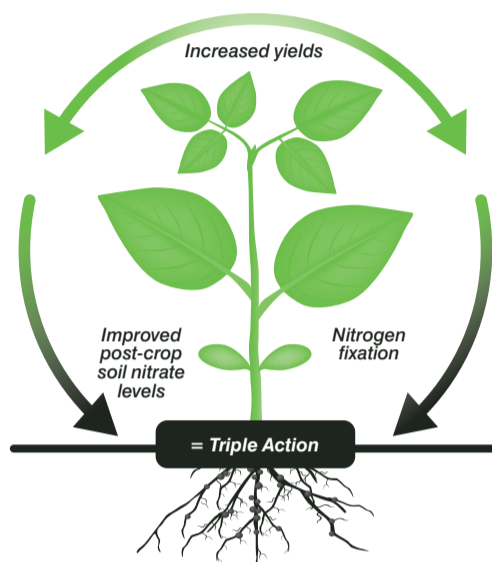 Increased yields
Improved
post-crop
soil nitrate
levels
Nitrogen
fixation
= Triple Action